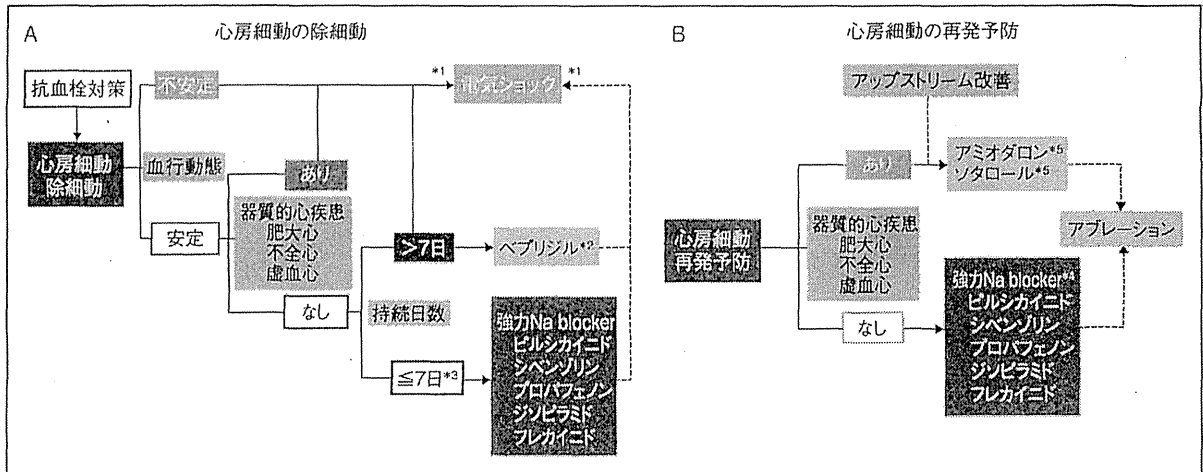 A
心房細動の除細動
抗血栓対策
心房細動
除細動
不安定
血行動態
安定
あり
器質的心疾患
肥大心
不全心
虚血心
なし
*1
電気ショック
*1
>7日
持続日数
≦7日*3
ベプリジル*2
強力Na blocker
ピルシカイニド
シベンゾリン
プロパフェノン
ジソピラミド
フレカイニド
B
心房細動の再発予防
アップストリーム改善
心房細動
再発予防
あり
器質的心疾患
肥大心
不全心
虚血心
なし
アミオダロン*5
ソタロール*5
強力Na blocker*4
ピルシカイニド
シベンゾリン
プロパフェノン
ジソピラミド
フレカイニド
アブレーション